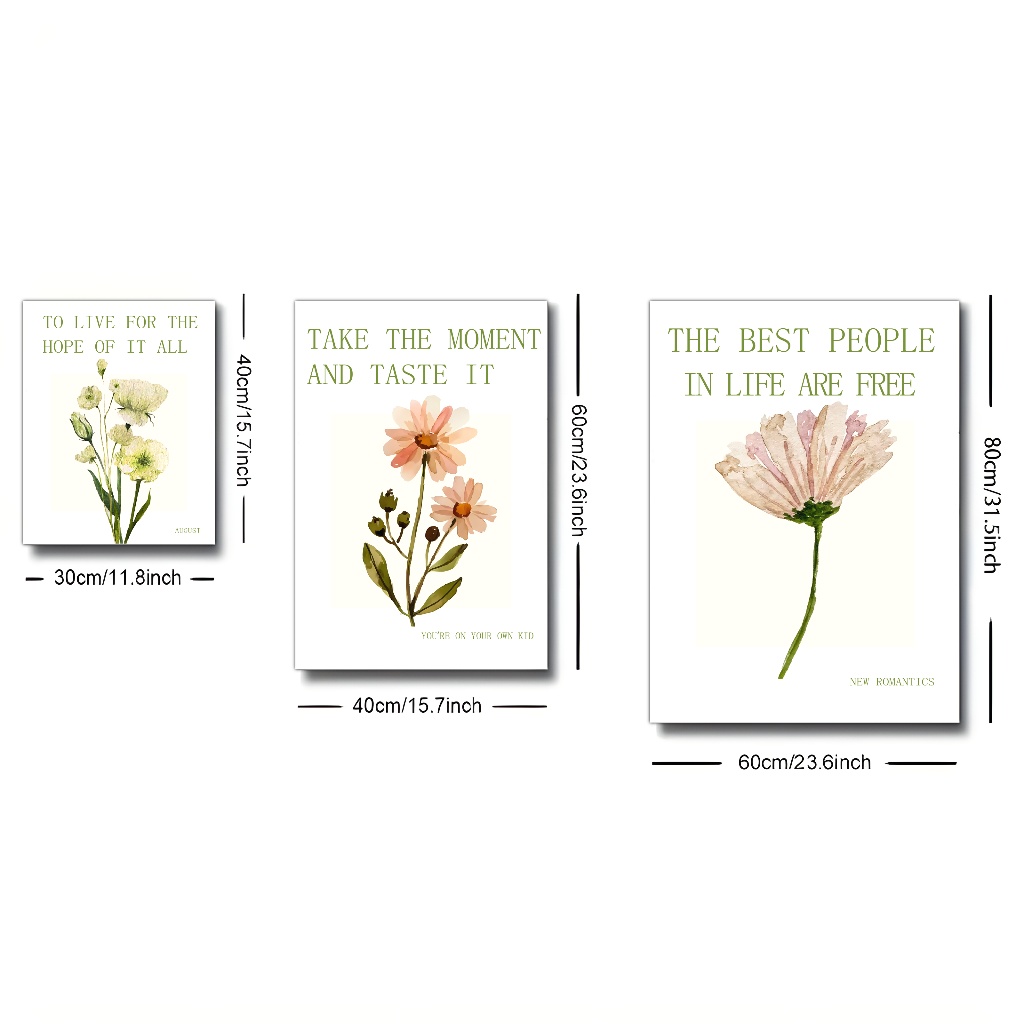 TO LIVE FOR THE
HOPE OF IT ALL
AUGUST
40cm/15.7inch
30cm/11.8inch
TAKE THE MOMENT
AND TASTE IT
YOU'RE ON YOUR OWN KID
60cm/23.6inch
40cm/15.7inch
THE BEST PEOPLE
IN LIFE ARE FREE
NEW ROMANTICS
80cm/31.5inch
60cm/23.6inch